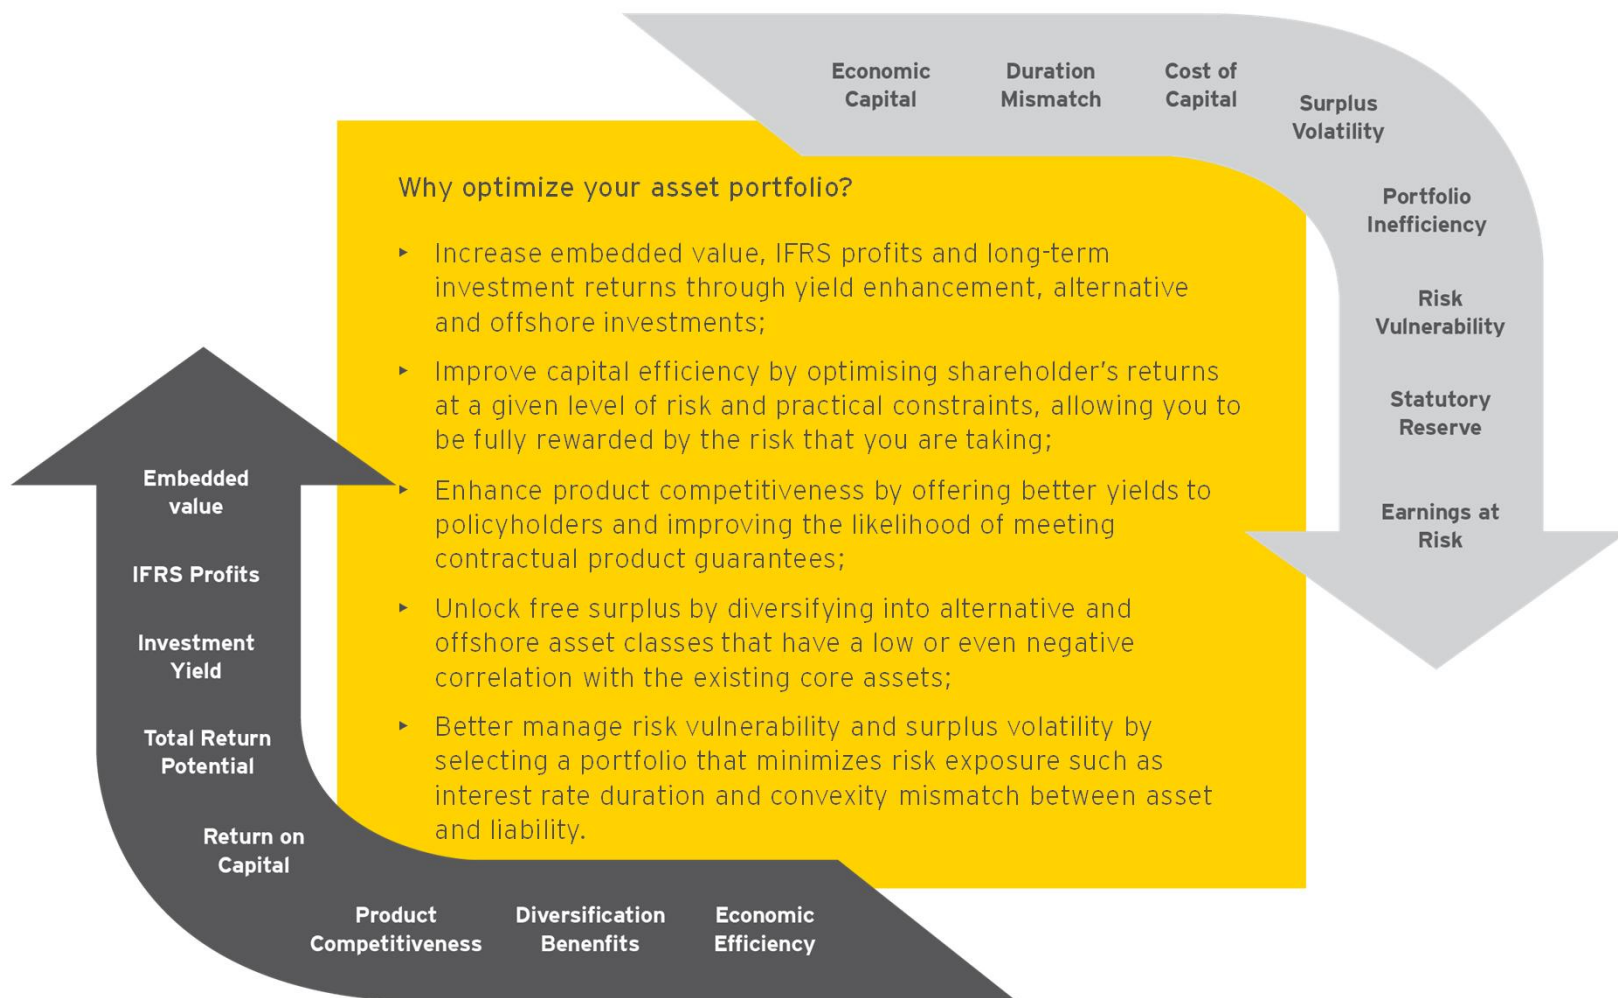 Economic
Capital
Duration
Mismatch
Cost of
Capital
Surplus
Volatility
Portfolio
Inefficiency
Risk
Vulnerability
Statutory
Reserve
Earnings at
Risk
Why optimize your asset portfolio?
▸ Increase embedded value, IFRS profits and long-term
investment returns through yield enhancement, alternative
and offshore investments;
▸ Improve capital efficiency by optimising shareholder's returns
at a given level of risk and practical constraints, allowing you to
be fully rewarded by the risk that you are taking;
▸ Enhance product competitiveness by offering better yields to
policyholders and improving the likelihood of meeting
contractual product guarantees;
▸ Unlock free surplus by diversifying into alternative and
offshore asset classes that have a low or even negative
correlation with the existing core assets;
▸ Better manage risk vulnerability and surplus volatility by
selecting a portfolio that minimizes risk exposure such as
interest rate duration and convexity mismatch between asset
and liability.
Embedded
value
IFRS Profits
Investment
Yield
Total Return
Potential
Return on
Capital
Product
Competitiveness
Diversification
Benenfits
Economic
Efficiency